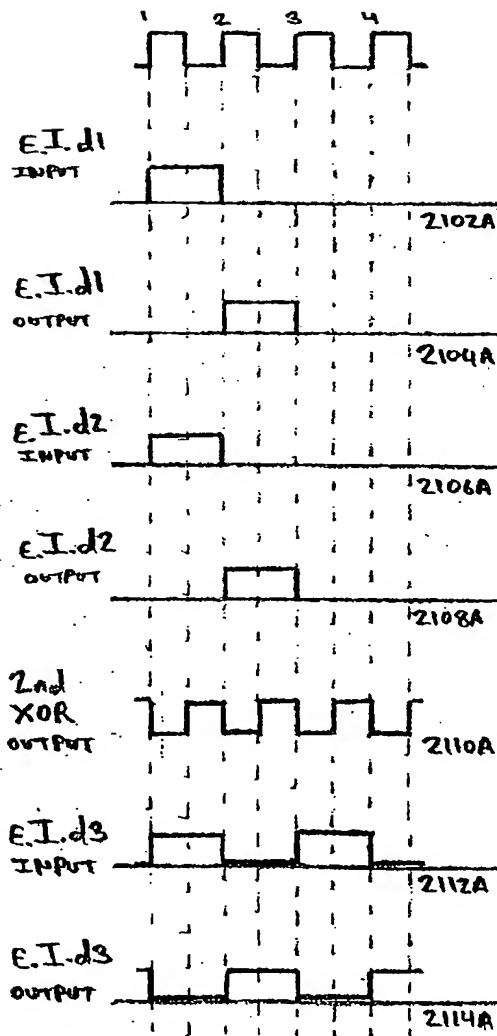 1 2 3 4
E.I.d1
INPUT
2102A
E.I.d1
OUTPUT
2104A
E.I.d2
INPUT
2106A
E.I.d2
OUTPUT
2108A
2nd
XOR
OUTPUT
2110A
E.I.d3
INPUT
2112A
E.I.d3
OUTPUT
2114A